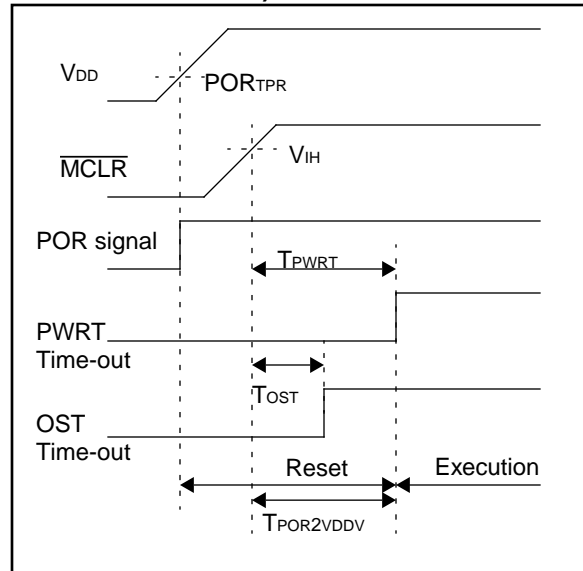 VDD
PORTPR
VIH
MCLR
POR signal
TPWRT
PWRT
Time-out
TOST
OST
Time-out
Reset
Execution
TPOR2VDDV